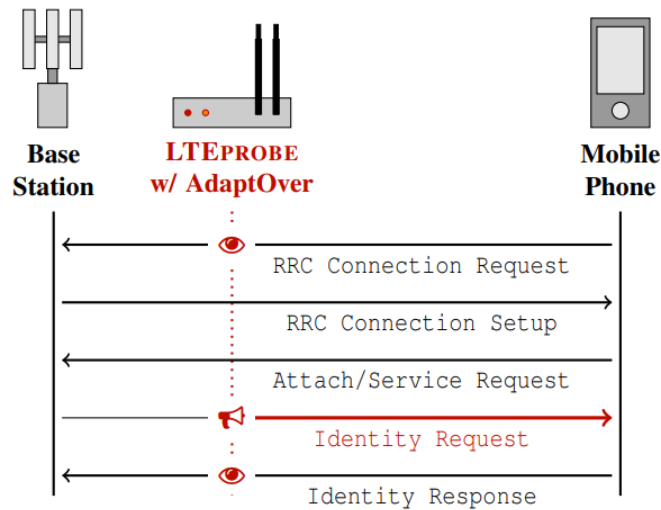 Base
Station
LTEPROBE
w/ AdaptOver
Mobile
Phone
RRC Connection Request
RRC Connection Setup
Attach/Service Request
Identity Request
Identity Response